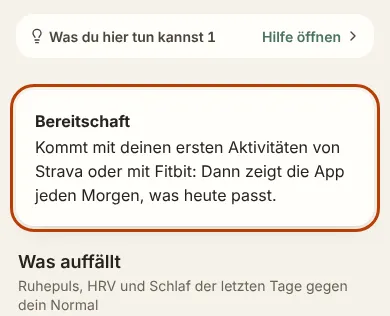 Was du hier tun kannst 1
Hilfe öffnen
Bereitschaft
Kommt mit deinen ersten Aktivitäten von
Strava oder mit Fitbit: Dann zeigt die App
jeden Morgen, was heute passt.
Was auffällt
Ruhepuls, HRV und Schlaf der letzten Tage gegen
dein Normal